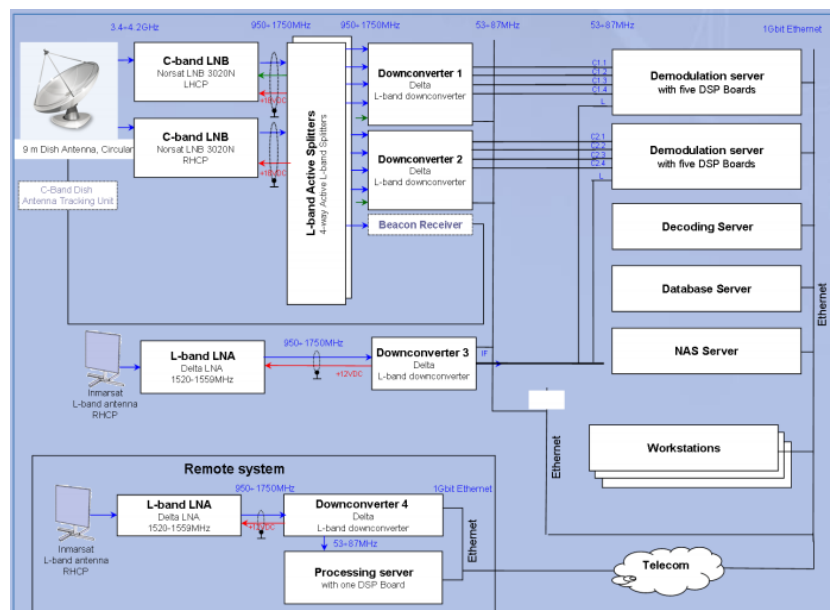 3.4÷4.2GHz
950÷1750MHz
950÷1750MHz
53÷87MHz
53÷87MHz
1Gbit Ethernet
C-band LNB
Norsat LNB 3020N
LHCP
+18VDC
C-band LNB
Norsat LNB 3020N
RHCP
+18VDC
9 m Dish Antenna, Circular
C-Band Dish
Antenna Tracking Unit
L-band Active Splitters
4-way Active L-band Splitters
Downconverter 1
Delta
L-band downconverter
Downconverter 2
Delta
L-band downconverter
Beacon Receiver
C1.1
C1.2
C1.3
C1.4
L
Demodulation server
with five DSP Boards
C2.1
C2.2
C2.3
C2.4
L
Demodulation server
with five DSP Boards
Decoding Server
Database Server
NAS Server
Ethernet
Inmarsat
L-band antenna
RHCP
L-band LNA
Delta LNA
1520-1559MHz
950÷1750MHz
+12VDC
Downconverter 3
Delta
L-band downconverter
IF
Ethernet
Workstations
Remote system
Inmarsat
L-band antenna
RHCP
L-band LNA
Delta LNA
1520-1559MHz
950÷1750MHz
+12VDC
Downconverter 4
Delta
L-band downconverter
1Gbit Ethernet
53÷87MHz
Processing server
with one DSP Board
Ethernet
Telecom